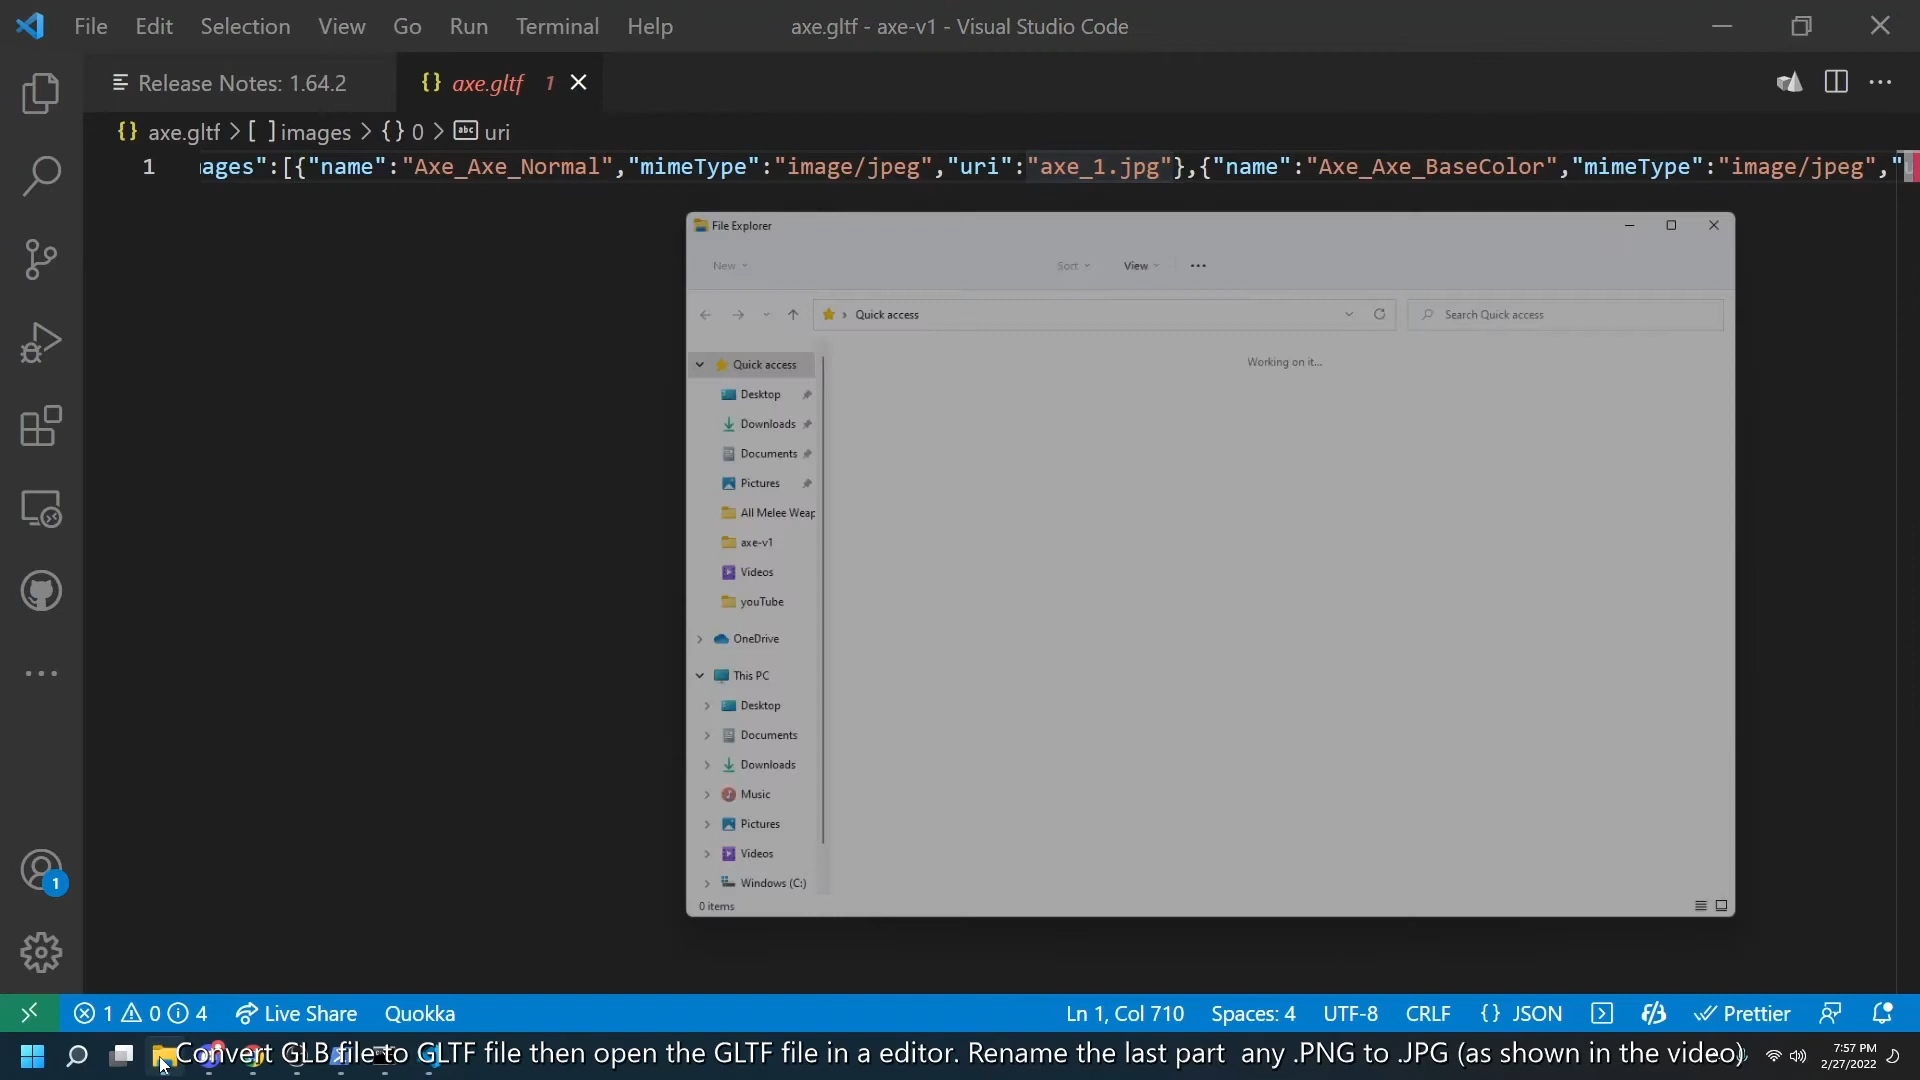 File Edit Selection View Go Run Terminal Help axe.gltf - axe-v1 - Visual Studio Code
Release Notes: 1.64.2 {} axe.gltf 1
{} axe.gltf > [ ] images > {} 0 > abc uri
1 ages":[{"name":"Axe_Axe_Normal","mimeType":"image/jpeg","uri":"axe_1.jpg"},{"name":"Axe_Axe_BaseColor","mimeType":"image/jpeg","u
File Explorer
New Sort View ...
Quick access Search Quick access
Working on it...
Quick access
Desktop
Downloads
Documents
Pictures
All Melee Weap
axe-v1
Videos
youTube
OneDrive
This PC
Desktop
Documents
Downloads
Music
Pictures
Videos
Windows (C:)
0 items
1
1 0 4 Live Share Quokka Ln 1, Col 710 Spaces: 4 UTF-8 CRLF {} JSON Prettier
Convert GLB file to GLTF file then open the GLTF file in a editor. Rename the last part any .PNG to .JPG (as shown in the video)
7:57 PM
2/27/2022